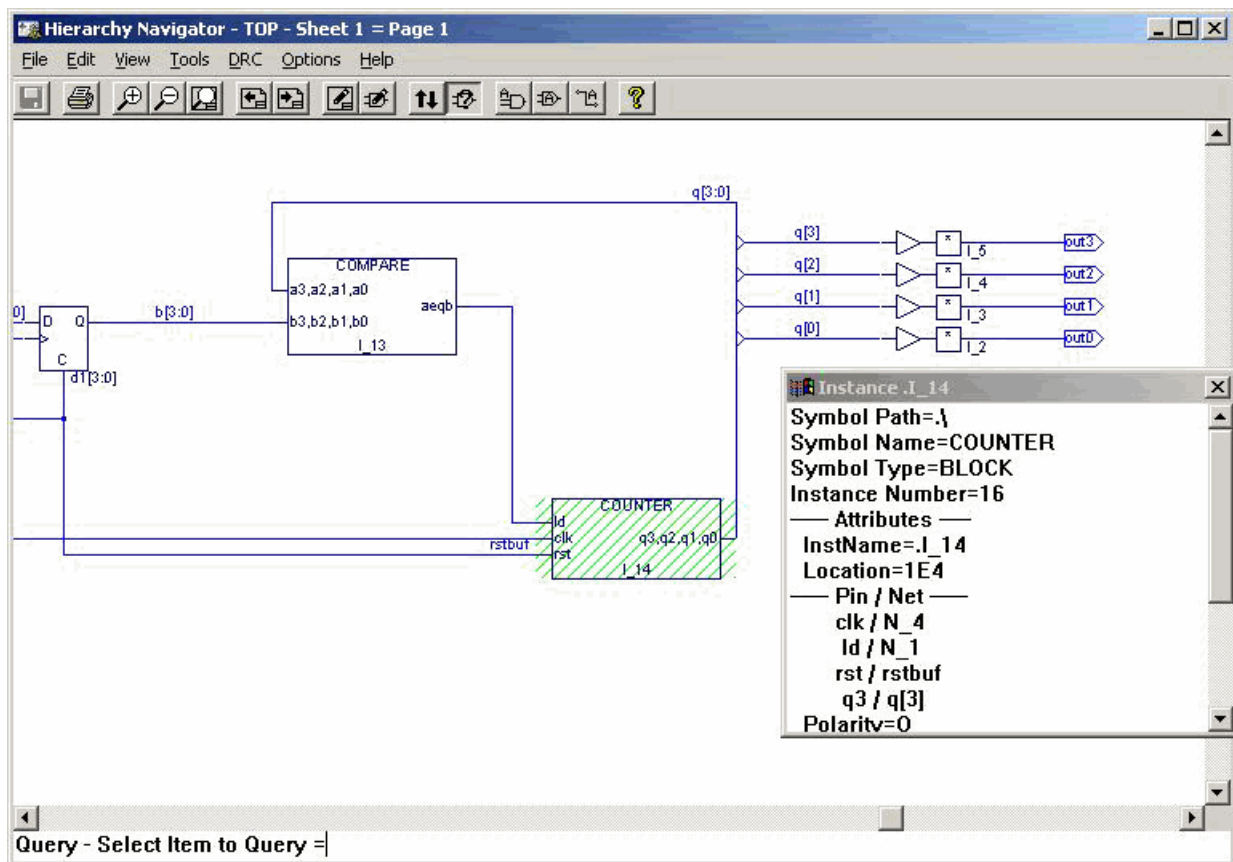 Hierarchy Navigator - TOP - Sheet 1 = Page 1
File Edit View Tools DRC Options Help
q[3:0]
q[3]
I_5
out3
q[2]
I_4
out2
q[1]
I_3
out1
q[0]
I_2
out0
COMPARE
a3,a2,a1,a0
aeqb
b3,b2,b1,b0
I_13
0]
D Q
C
b[3:0]
d1[3:0]
COUNTER
ld
clk
rst
q3,q2,q1,q0
I_14
rstbuf
Instance .I_14
Symbol Path=.\
Symbol Name=COUNTER
Symbol Type=BLOCK
Instance Number=16
Attributes
InstName=.I_14
Location=1E4
Pin / Net
clk / N_4
ld / N_1
rst / rstbuf
q3 / q[3]
Polarity=O
Query - Select Item to Query =